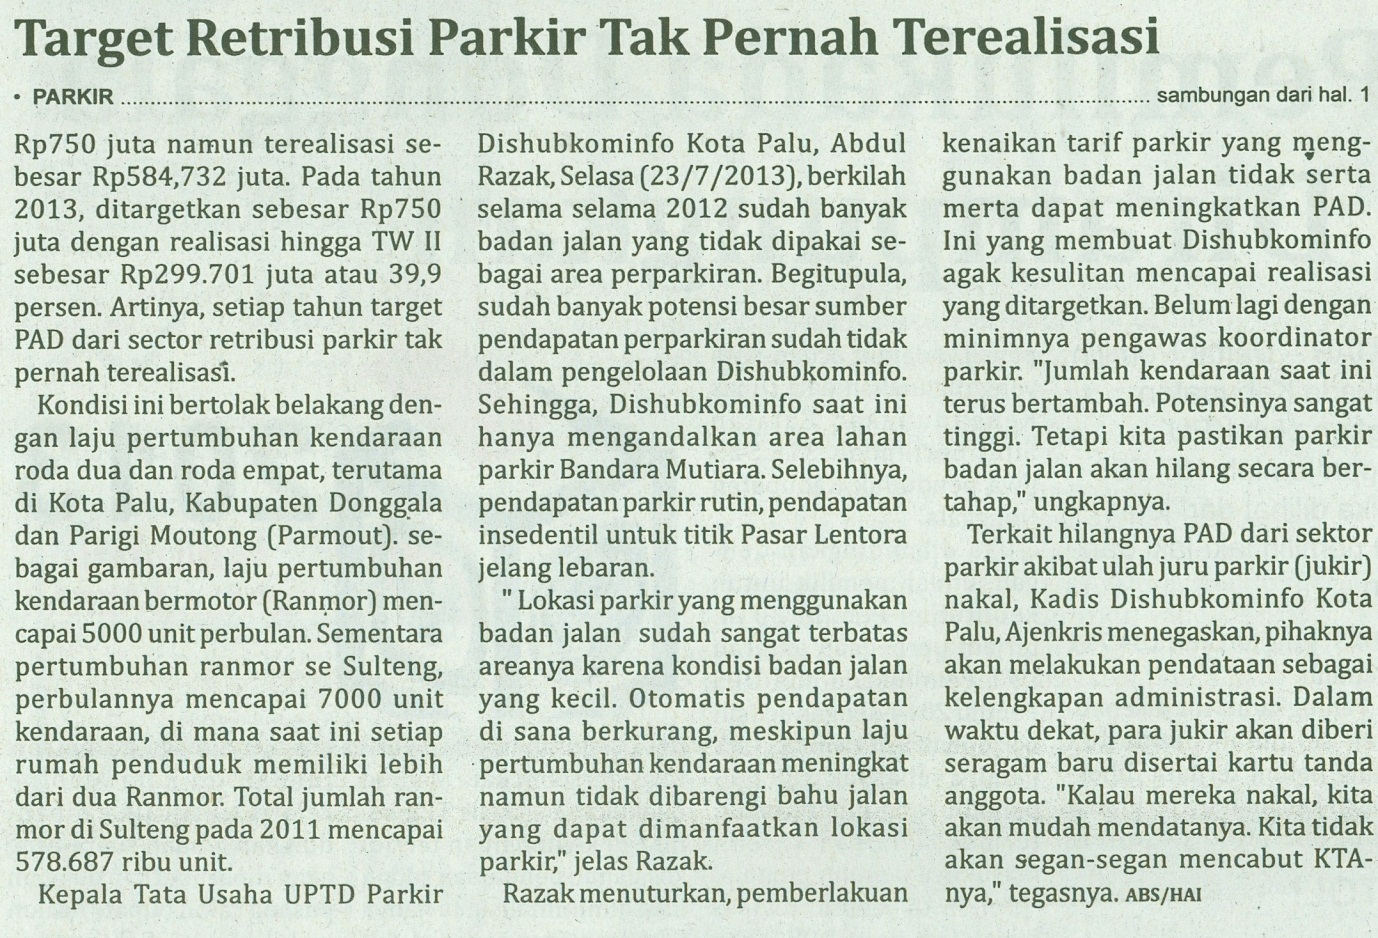 Target Retribusi Parkir Tak Pernah Terealisasi
• PARKIR ........ sambungan dari hal. 1
Rp750 juta namun terealisasi se-
besar Rp584,732 juta. Pada tahun
2013, ditargetkan sebesar Rp750
juta dengan realisasi hingga TW II
sebesar Rp299.701 juta atau 39,9
persen. Artinya, setiap tahun target
PAD dari sector retribusi parkir tak
pernah terealisasi.
Kondisi ini bertolak belakang den-
gan laju pertumbuhan kendaraan
roda dua dan roda empat, terutama
di Kota Palu, Kabupaten Donggala
dan Parigi Moutong (Parmout). se-
bagai gambaran, laju pertumbuhan
kendaraan bermotor (Ranmor) men-
capai 5000 unit perbulan. Sementara
pertumbuhan ranmor se Sulteng,
perbulannya mencapai 7000 unit
kendaraan, di mana saat ini setiap
rumah penduduk memiliki lebih
dari dua Ranmor. Total jumlah ran-
mor di Sulteng pada 2011 mencapai
578.687 ribu unit.
Kepala Tata Usaha UPTD Parkir
Dishubkominfo Kota Palu, Abdul
Razak, Selasa (23/7/2013), berkilah
selama selama 2012 sudah banyak
badan jalan yang tidak dipakai se-
bagai area perparkiran. Begitupula,
sudah banyak potensi besar sumber
pendapatan perparkiran sudah tidak
dalam pengelolaan Dishubkominfo.
Sehingga, Dishubkominfo saat ini
hanya mengandalkan area lahan
parkir Bandara Mutiara. Selebihnya,
pendapatan parkir rutin, pendapatan
insedentil untuk titik Pasar Lentora
jelang lebaran.
" Lokasi parkir yang menggunakan
badan jalan sudah sangat terbatas
areanya karena kondisi badan jalan
yang kecil. Otomatis pendapatan
di sana berkurang, meskipun laju
pertumbuhan kendaraan meningkat
namun tidak dibarengi bahu jalan
yang dapat dimanfaatkan lokasi
parkir," jelas Razak.
Razak menuturkan, pemberlakuan
kenaikan tarif parkir yang meng-
gunakan badan jalan tidak serta
merta dapat meningkatkan PAD.
Ini yang membuat Dishubkominfo
agak kesulitan mencapai realisasi
yang ditargetkan. Belum lagi dengan
minimnya pengawas koordinator
parkir. "Jumlah kendaraan saat ini
terus bertambah. Potensinya sangat
tinggi. Tetapi kita pastikan parkir
badan jalan akan hilang secara ber-
tahap," ungkapnya.
Terkait hilangnya PAD dari sektor
parkir akibat ulah juru parkir (jukir)
nakal, Kadis Dishubkominfo Kota
Palu, Ajenkris menegaskan, pihaknya
akan melakukan pendataan sebagai
kelengkapan administrasi. Dalam
waktu dekat, para jukir akan diberi
seragam baru disertai kartu tanda
anggota. "Kalau mereka nakal, kita
akan mudah mendatanya. Kita tidak
akan segan-segan mencabut KTA-
nya," tegasnya. ABS/HAI